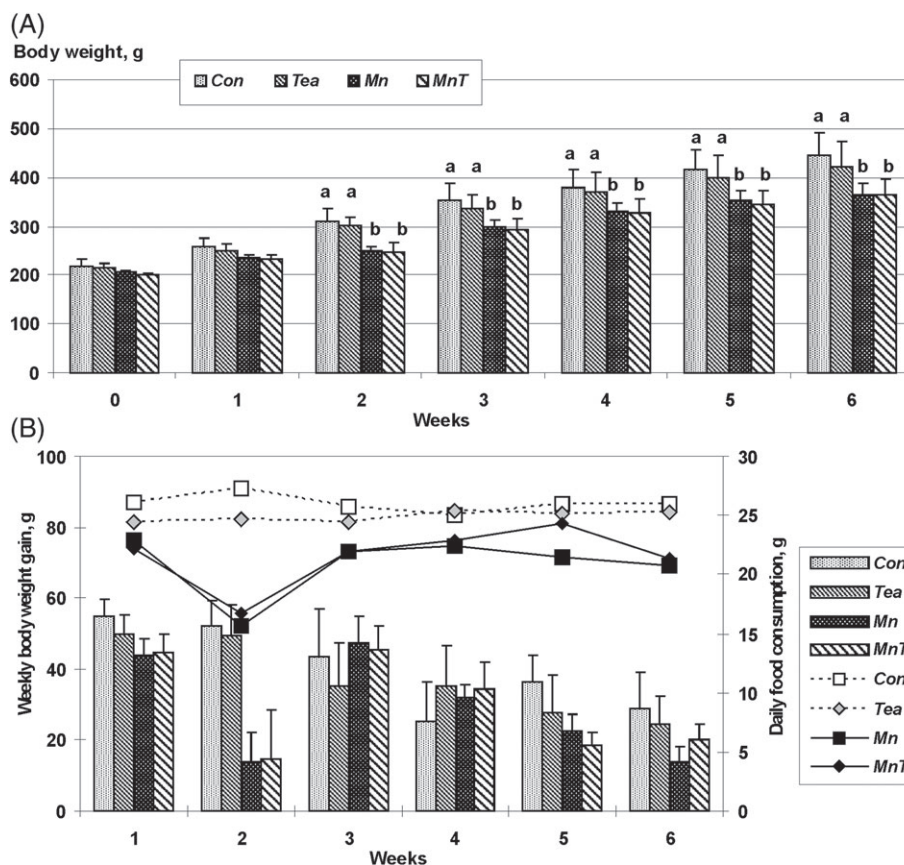 (A)
Body weight, g
Con Tea Mn MnT
600
500
400
300
200
100
0
a a
b b
a a
b b
a a
b b
a a
b b
a a
b b
0 1 2 3 4 5 6
Weeks
(B)
Weekly body weight gain, g
100
80
60
40
20
0
Daily food consumption, g
30
25
20
15
10
5
0
1 2 3 4 5 6
Weeks
Con
Tea
Mn
MnT
Con
Tea
Mn
MnT